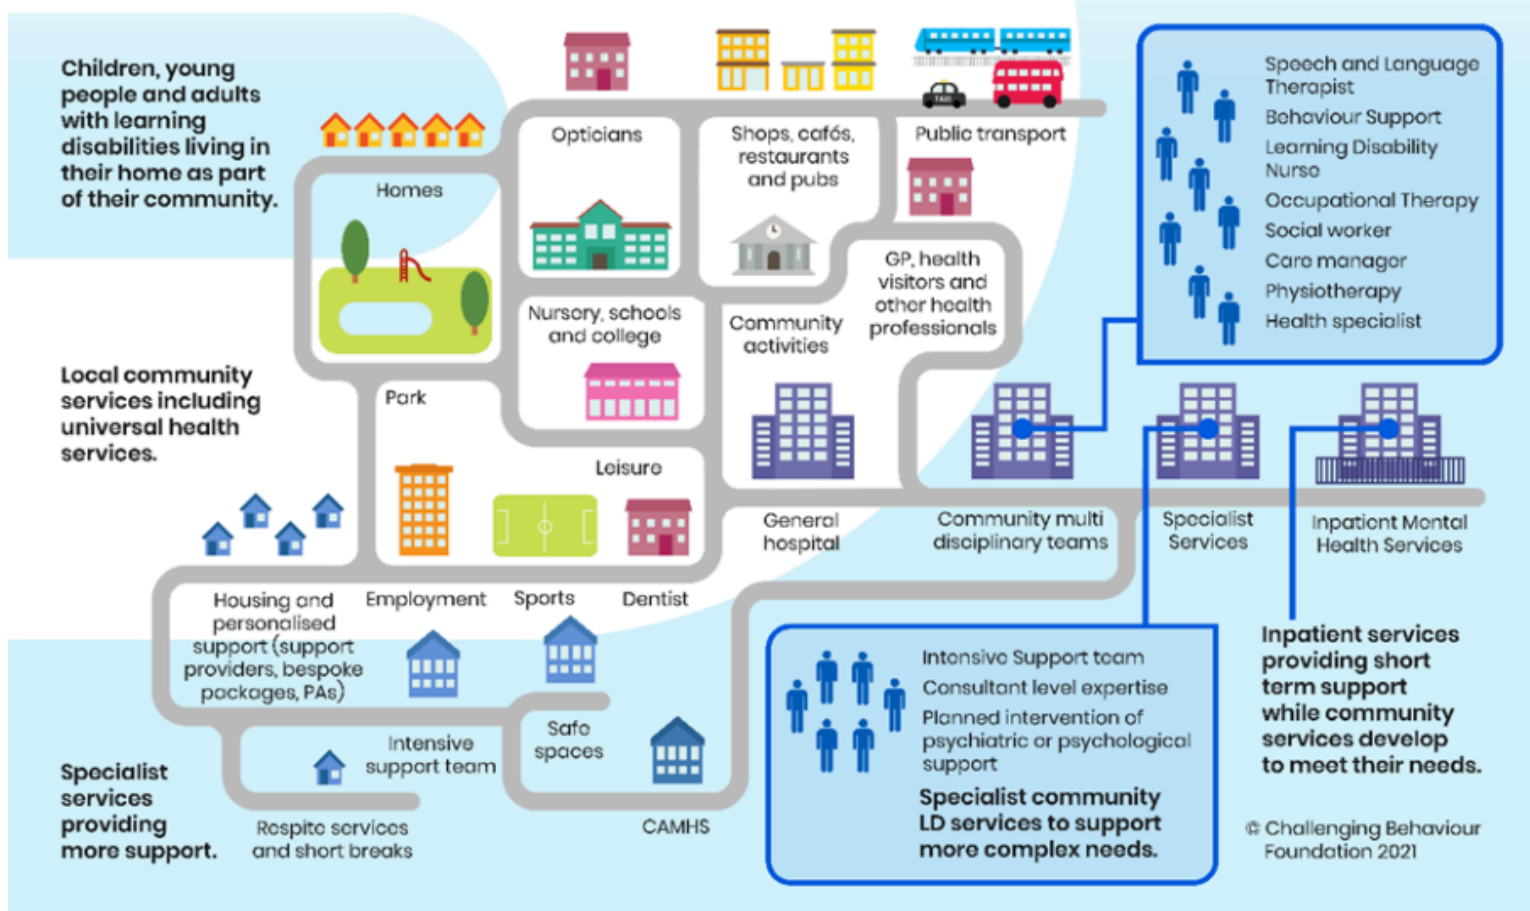 Children, young
people and adults
with learning
disabilities living in
their home as part
of their community.
Homes
Opticians
Shops, cafés,
restaurants
and pubs
Public transport
TAXI
Nursery, schools
and college
Community
activities
GP, health
visitors and
other health
professionals
Speech and Language
Therapist
Behaviour Support
Learning Disability
Nurse
Occupational Therapy
Social worker
Care manager
Physiotherapy
Health specialist
Local community
services including
universal health
services.
Park
Leisure
General
hospital
Community multi
disciplinary teams
Specialist
Services
Inpatient Mental
Health Services
Housing and
personalised
support (support
providers, bespoke
packages, PAs)
Employment
Sports
Dentist
Intensive
support team
Safe
spaces
CAMHS
Respite services
and short breaks
Specialist
services
providing
more support.
Intensive Support team
Consultant level expertise
Planned intervention of
psychiatric or psychological
support
Specialist community
LD services to support
more complex needs.
Inpatient services
providing short
term support
while community
services develop
to meet their needs.
© Challenging Behaviour
Foundation 2021